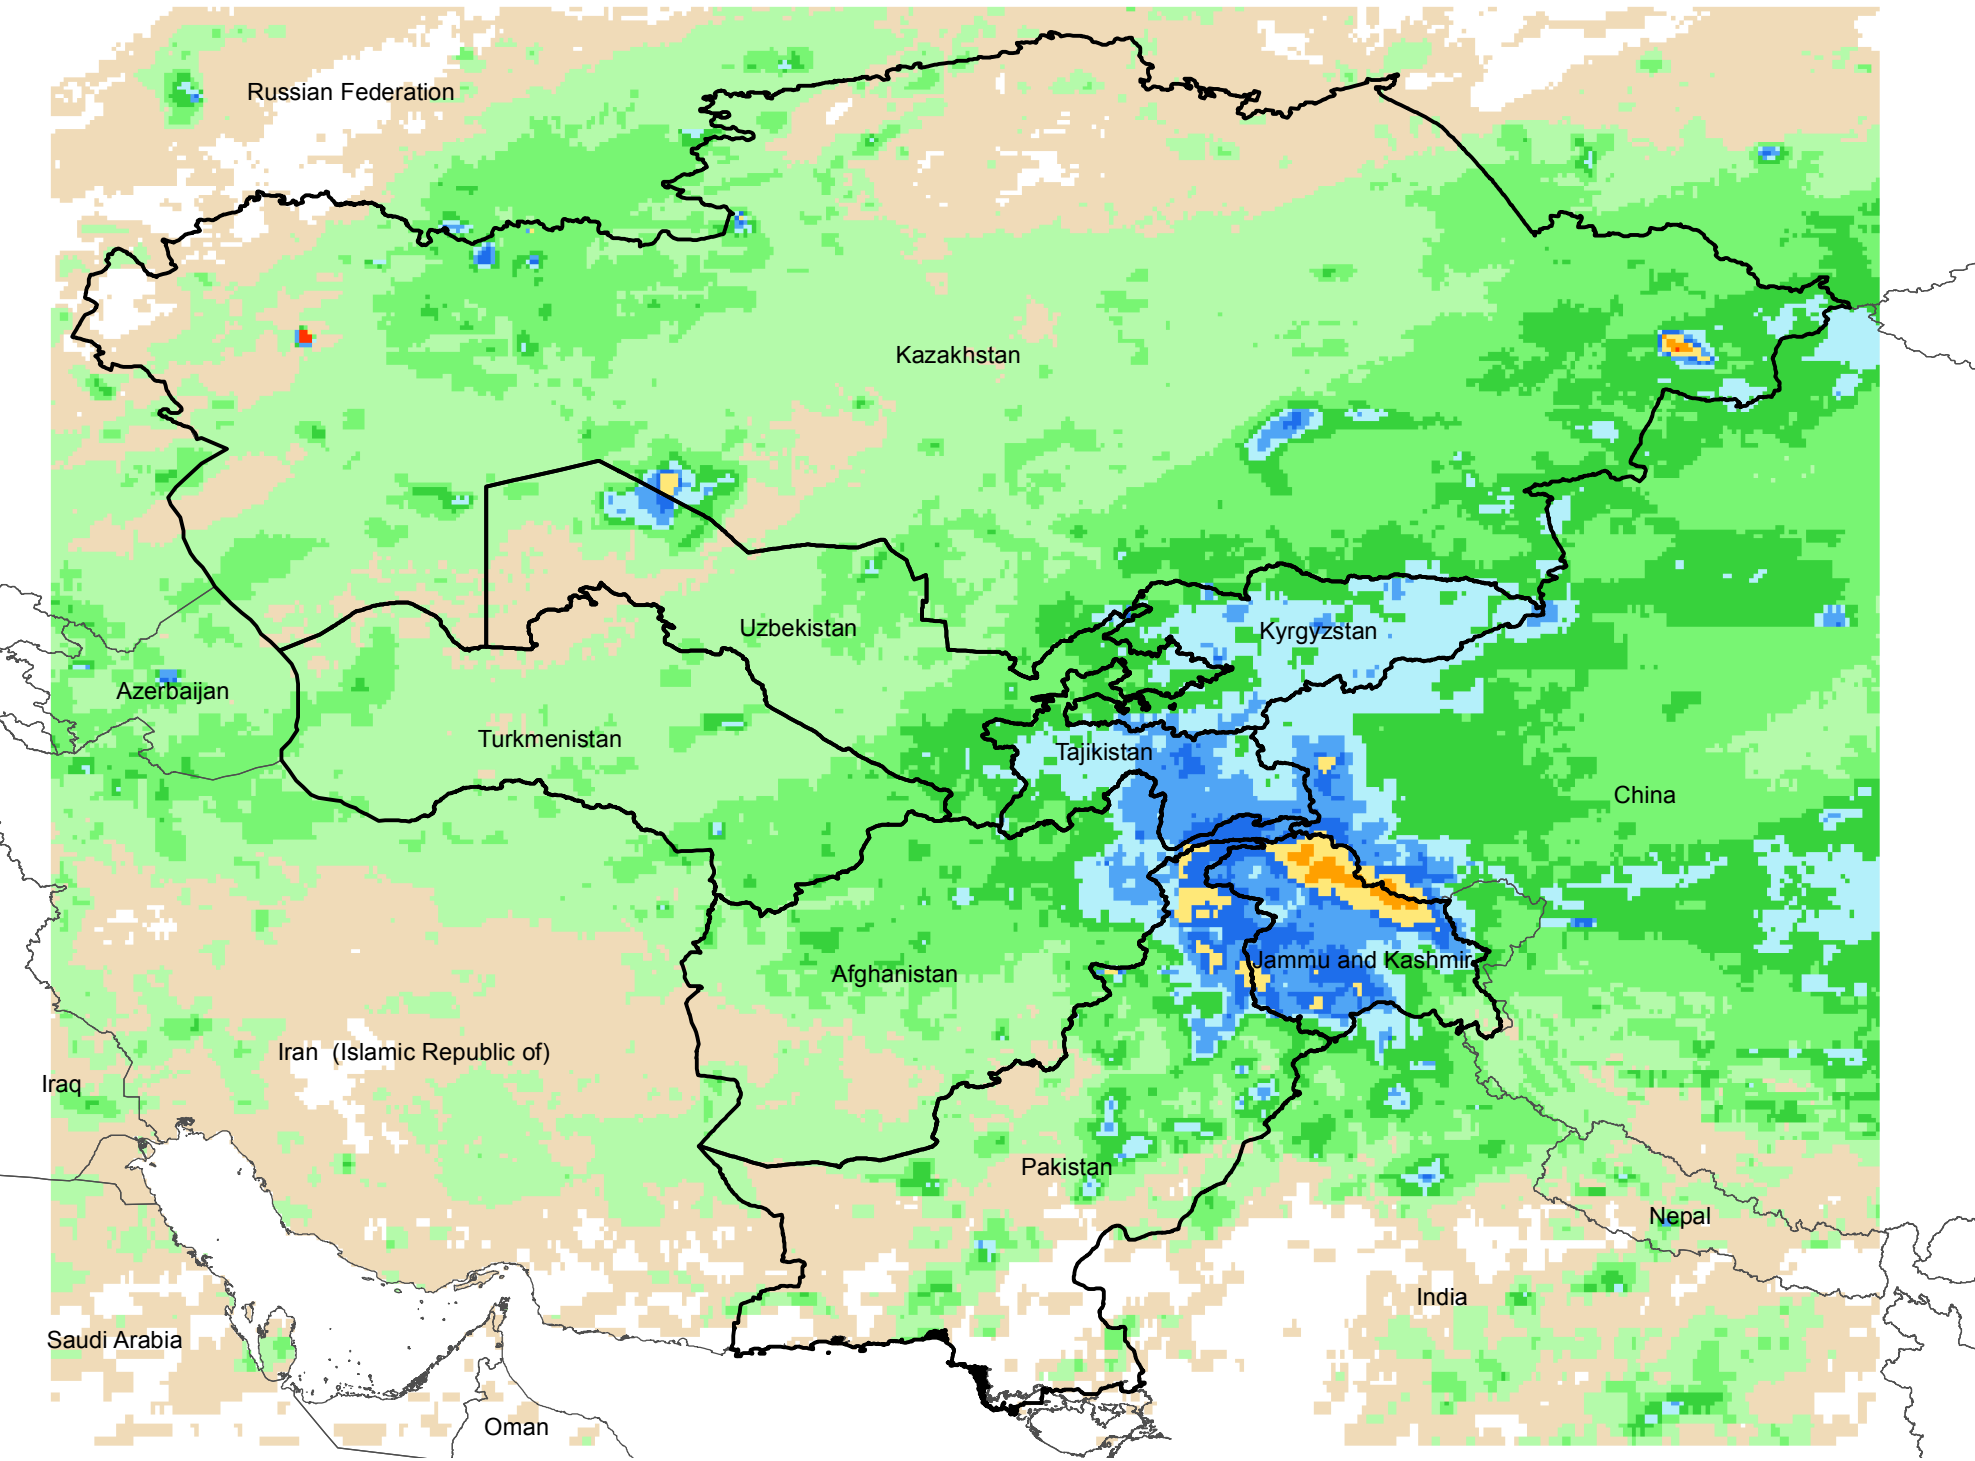 Russian Federation
Kazakhstan
Uzbekistan
Kyrgyzstan
Azerbaijan
Turkmenistan
Tajikistan
China
Afghanistan
Jammu and Kashmir
Iran (Islamic Republic of)
Iraq
Pakistan
Nepal
India
Saudi Arabia
Oman